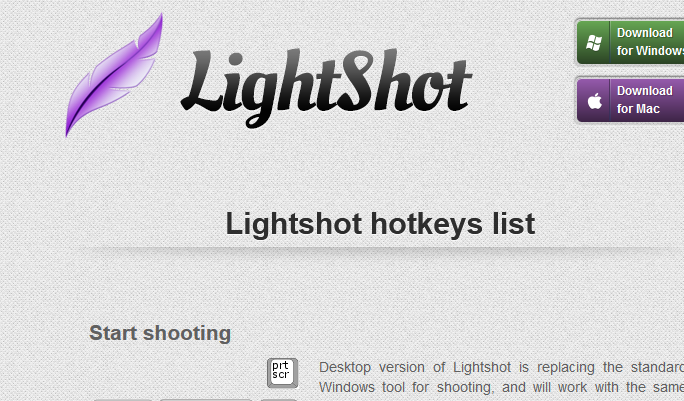 LightShot
Download
for Windows
Download
for Mac
Lightshot hotkeys list
Start shooting
prt
scr
Desktop version of Lightshot is replacing the standard
Windows tool for shooting, and will work with the same